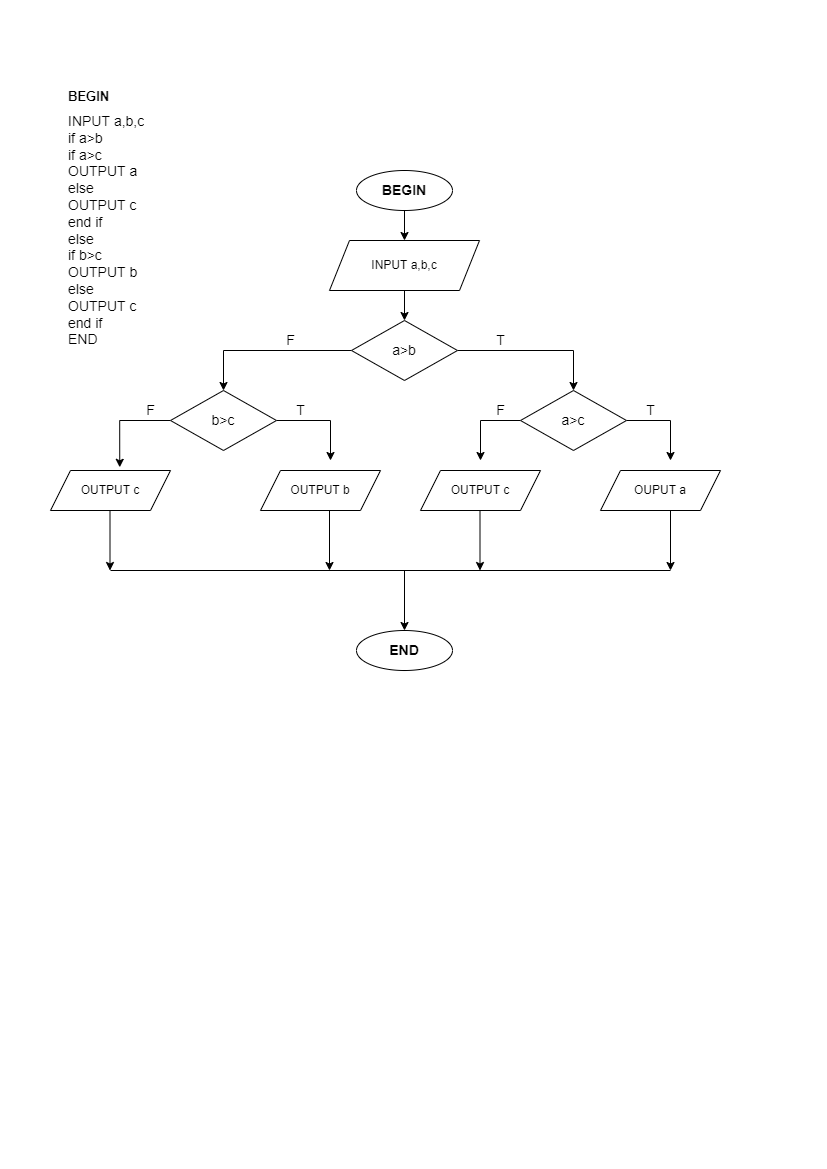 BEGIN
INPUT a,b,c
if a>b
if a>c
OUTPUT a
else
OUTPUT c
end if
else
if b>c
OUTPUT b
else
OUTPUT c
end if
END
BEGIN
INPUT a,b,c
a>b
F
T
b>c
F
T
a>c
F
T
OUTPUT c
OUTPUT b
OUTPUT c
OUPUT a
END